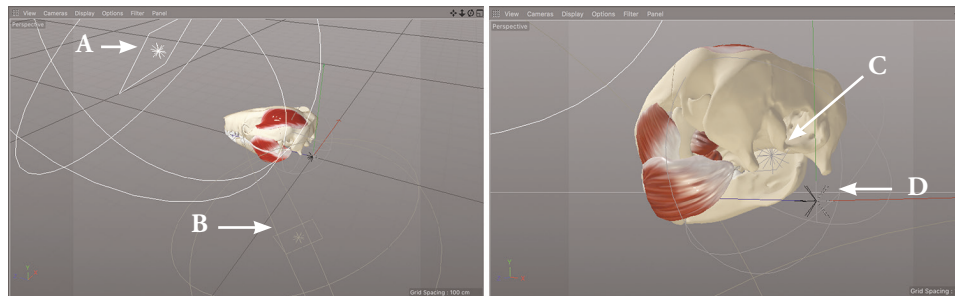 View Cameras Display Options Filter Panel
Perspective
A
B
Grid Spacing : 100 cm
View Cameras Display Options Filter Panel
Perspective
C
D
Grid Spacing :